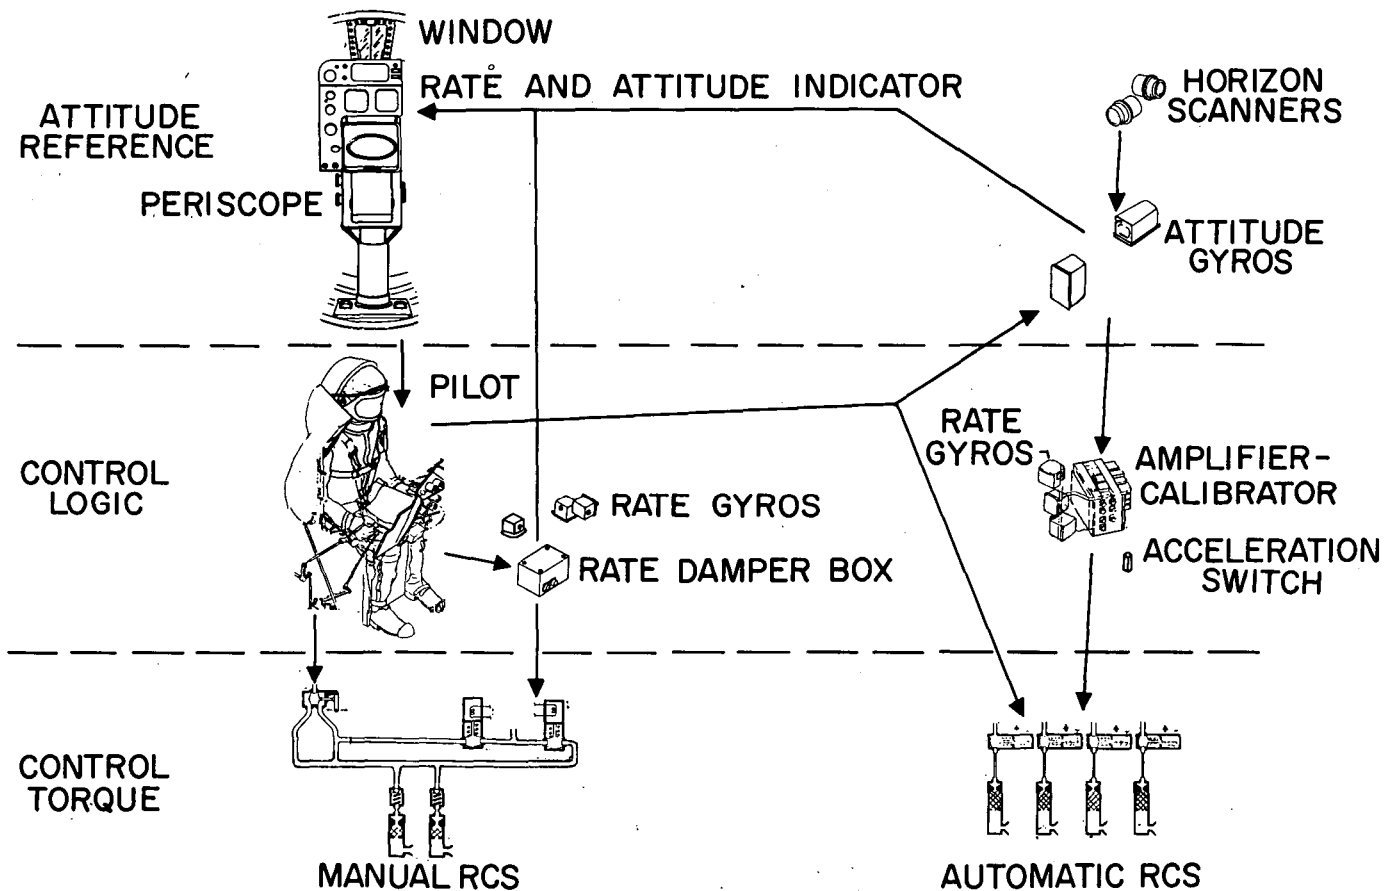 WINDOW
RATE AND ATTITUDE INDICATOR
HORIZON
SCANNERS
ATTITUDE
REFERENCE
PERISCOPE
ATTITUDE
GYROS
PILOT
RATE
GYROS
AMPLIFIER-
CALIBRATOR
CONTROL
LOGIC
RATE GYROS
RATE DAMPER BOX
ACCELERATION
SWITCH
CONTROL
TORQUE
MANUAL RCS
AUTOMATIC RCS